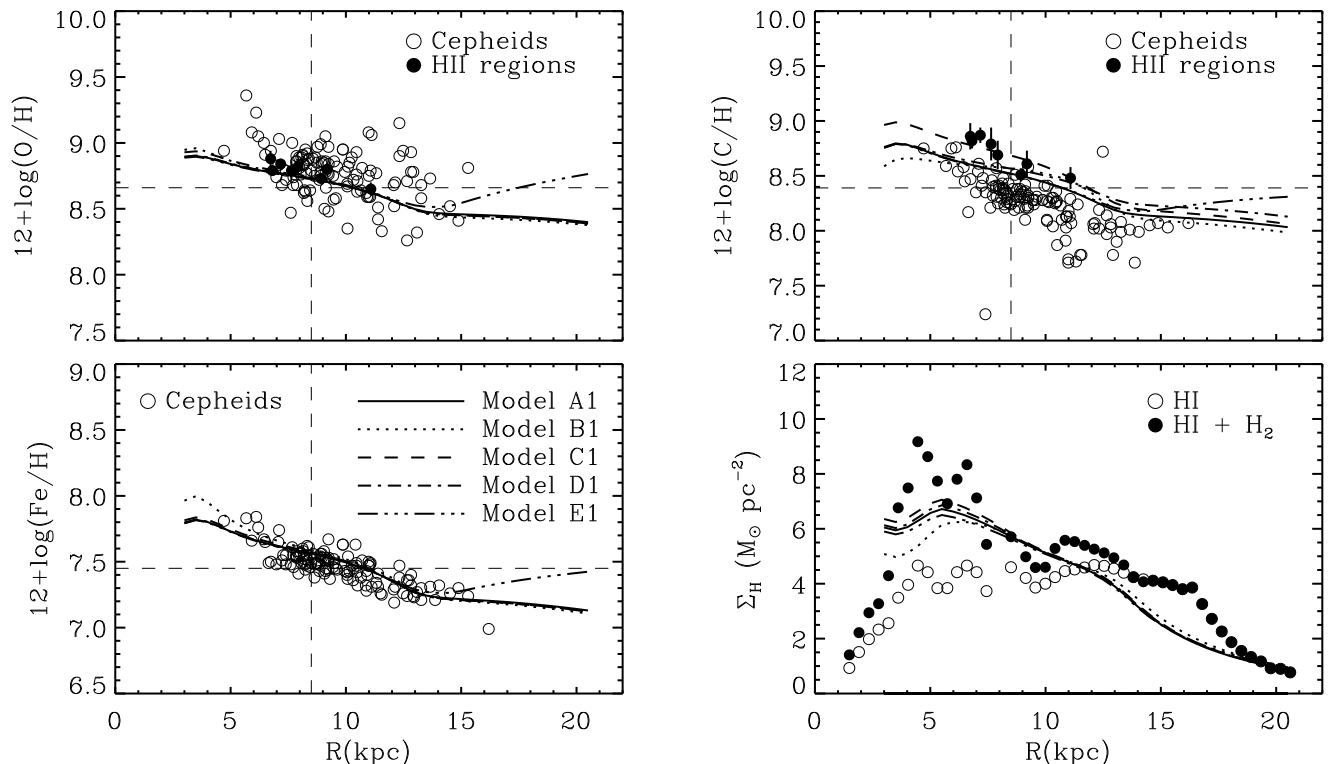 12+log(O/H)
10.0
9.5
9.0
8.5
8.0
7.5
Cepheids
HII regions
12+log(C/H)
10.0
9.5
9.0
8.5
8.0
7.5
7.0
Cepheids
HII regions
12+log(Fe/H)
9.0
8.5
8.0
7.5
7.0
6.5
Cepheids
Model A1
Model B1
Model C1
Model D1
Model E1
0 5 10 15 20
R(kpc)
Σ_H (M_⊙ pc⁻²)
12
10
8
6
4
2
0
HI
HI + H₂
0 5 10 15 20
R(kpc)